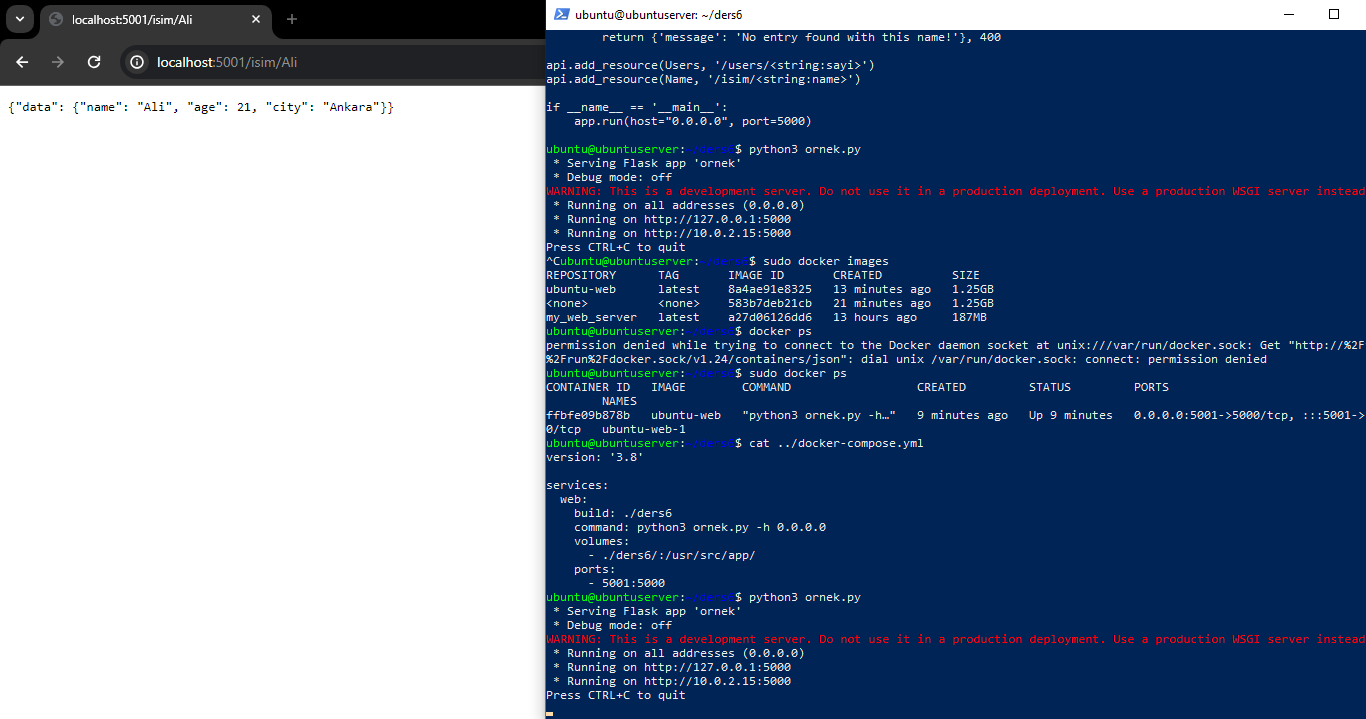 localhost:5001/isim/Ali
localhost:5001/isim/Ali
{"data": {"name": "Ali", "age": 21, "city": "Ankara"}}
ubuntu@ubuntuserver: ~/ders6
return {'message': 'No entry found with this name!'}, 400
api.add_resource(Users, '/users/<string:sayi>')
api.add_resource(Name, '/isim/<string:name>')
if __name__ == '__main__':
app.run(host="0.0.0.0", port=5000)
ubuntu@ubuntuserver:~/ders6$ python3 ornek.py
* Serving Flask app 'ornek'
* Debug mode: off
WARNING: This is a development server. Do not use it in a production deployment. Use a production WSGI server instead
* Running on all addresses (0.0.0.0)
* Running on http://127.0.0.1:5000
* Running on http://10.0.2.15:5000
Press CTRL+C to quit
^Cubuntu@ubuntuserver:~/ders6$ sudo docker images
REPOSITORY TAG IMAGE ID CREATED SIZE
ubuntu-web latest 8a4ae91e8325 13 minutes ago 1.25GB
<none> <none> 583b7deb21cb 21 minutes ago 1.25GB
my_web_server latest a27d06126dd6 13 hours ago 187MB
ubuntu@ubuntuserver:~/ders6$ docker ps
permission denied while trying to connect to the Docker daemon socket at unix:///var/run/docker.sock: Get "http://%2F
%2Frun%2Fdocker.sock/v1.24/containers/json": dial unix /var/run/docker.sock: connect: permission denied
ubuntu@ubuntuserver:~/ders6$ sudo docker ps
CONTAINER ID IMAGE COMMAND CREATED STATUS PORTS
NAMES
ffbfe09b878b ubuntu-web "python3 ornek.py -h…" 9 minutes ago Up 9 minutes 0.0.0.0:5001->5000/tcp, :::5001->
0/tcp ubuntu-web-1
ubuntu@ubuntuserver:~/ders6$ cat ../docker-compose.yml
version: '3.8'
services:
web:
build: ./ders6
command: python3 ornek.py -h 0.0.0.0
volumes:
- ./ders6/:/usr/src/app/
ports:
- 5001:5000
ubuntu@ubuntuserver:~/ders6$ python3 ornek.py
* Serving Flask app 'ornek'
* Debug mode: off
WARNING: This is a development server. Do not use it in a production deployment. Use a production WSGI server instead
* Running on all addresses (0.0.0.0)
* Running on http://127.0.0.1:5000
* Running on http://10.0.2.15:5000
Press CTRL+C to quit